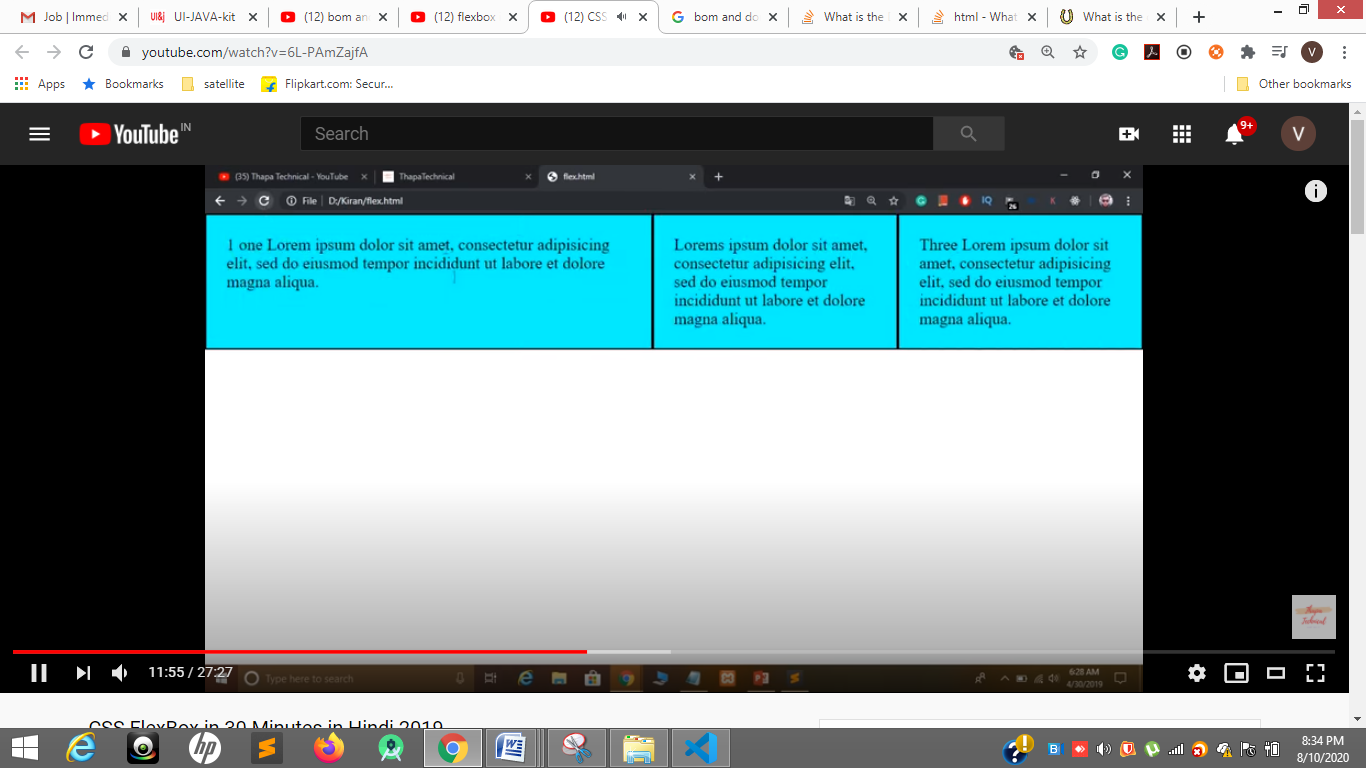 Job | Immed
UI&j UI-JAVA-kit
(12) bom an
(12) flexbox
(12) CSS
bom and do
What is the
html - What
What is the
youtube.com/watch?v=6L-PAmZajfA
V
Apps
Bookmarks
satellite
Flipkart.com: Secur...
Other bookmarks
YouTube IN
Search
9+
V
(35) Thapa Technical - YouTube
ThapaTechnical
flex.html
File | D:/Kiran/flex.html
IQ
26
K
1 one Lorem ipsum dolor sit amet, consectetur adipisicing
elit, sed do eiusmod tempor incididunt ut labore et dolore
magna aliqua.
Lorems ipsum dolor sit amet,
consectetur adipisicing elit,
sed do eiusmod tempor
incididunt ut labore et dolore
magna aliqua.
Three Lorem ipsum dolor sit
amet, consectetur adipisicing
elit, sed do eiusmod tempor
incididunt ut labore et dolore
magna aliqua.
Thapa
Technical
11:55 / 27:27
Type here to search
6:28 AM
4/30/2019
CSS FlexBox in 30 Minutes in Hindi 2019
8:34 PM
8/10/2020